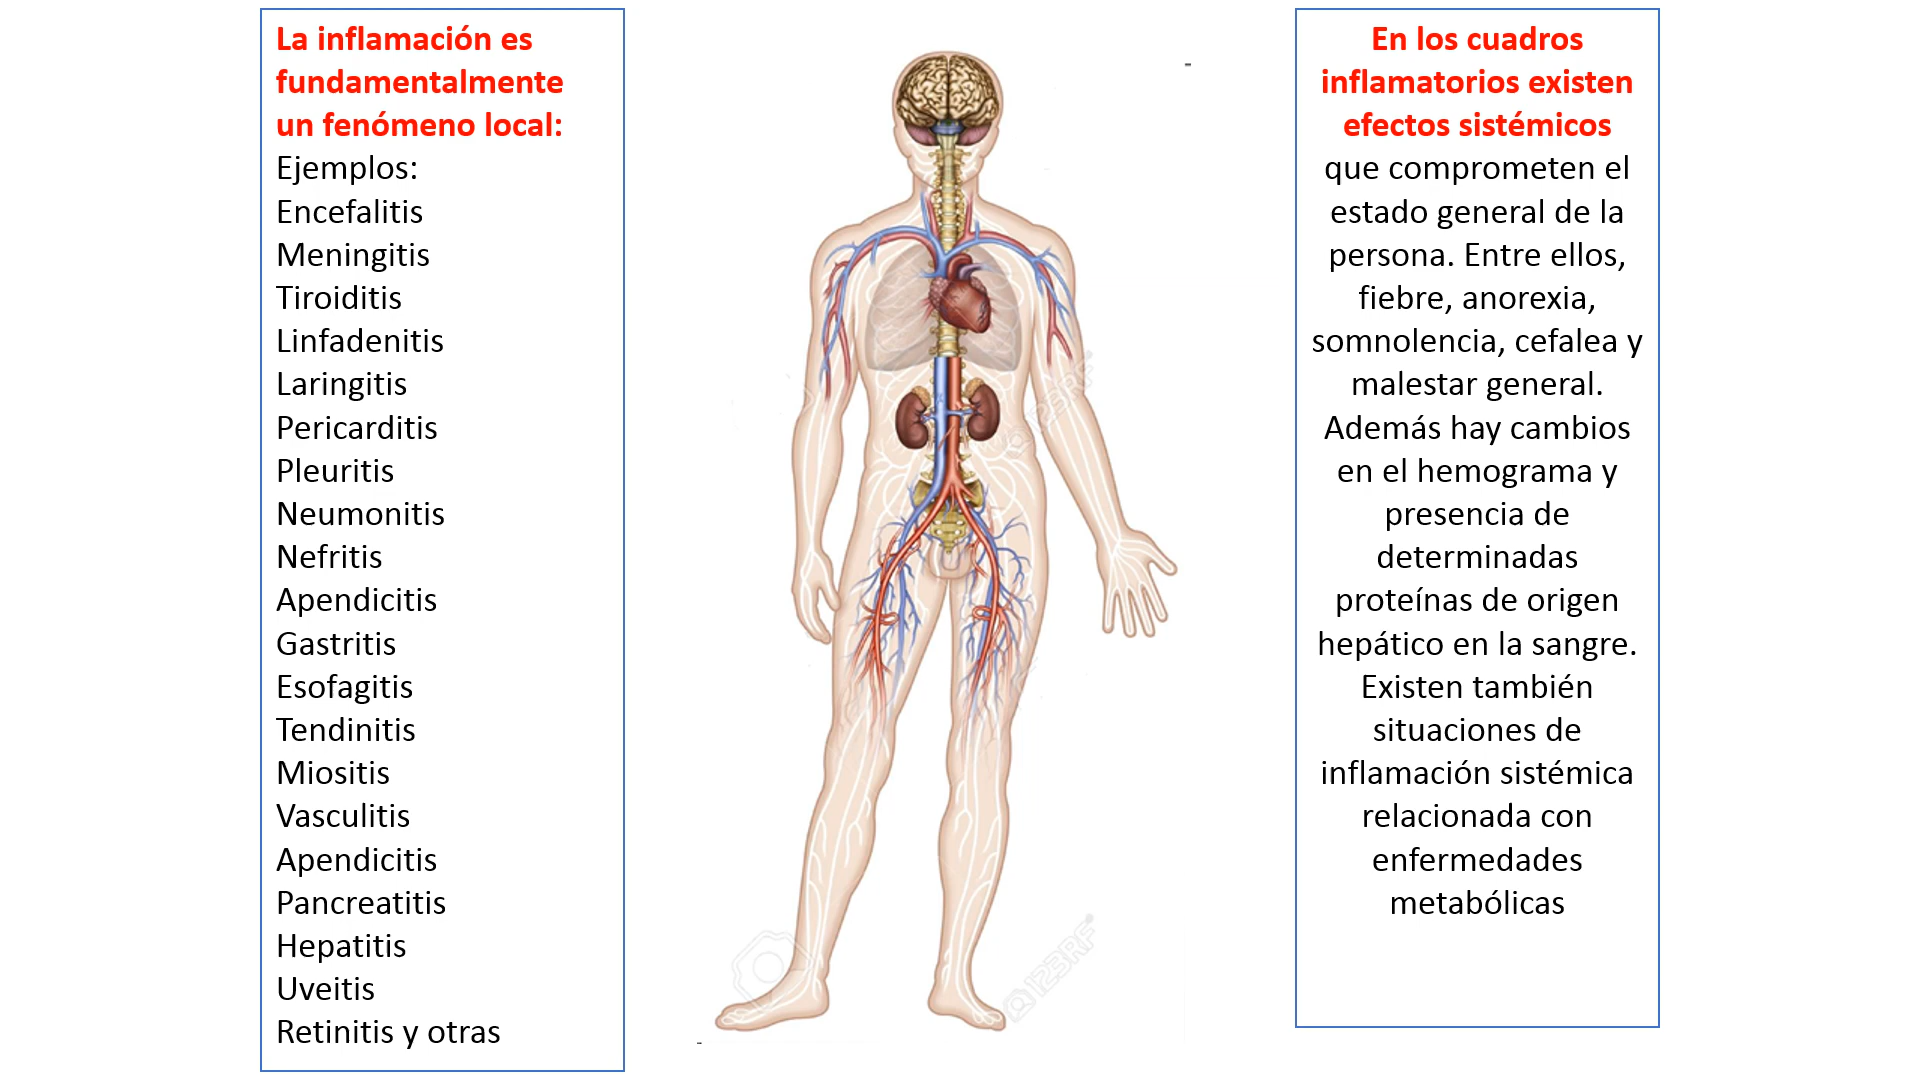 La inflamación es
fundamentalmente
un fenómeno local:
Ejemplos:
Encefalitis
Meningitis
Tiroiditis
Linfadenitis
Laringitis
Pericarditis
Pleuritis
Neumonitis
Nefritis
Apendicitis
Gastritis
Esofagitis
Tendinitis
Miositis
Vasculitis
Apendicitis
Pancreatitis
Hepatitis
Uveitis
Retinitis y otras
123RF
123RF
En los cuadros
inflamatorios existen
efectos sistémicos
que comprometen el
estado general de la
persona. Entre ellos,
fiebre, anorexia,
somnolencia, cefalea y
malestar general.
Además hay cambios
en el hemograma y
presencia de
determinadas
proteínas de origen
hepático en la sangre.
Existen también
situaciones de
inflamación sistémica
relacionada con
enfermedades
metabólicas